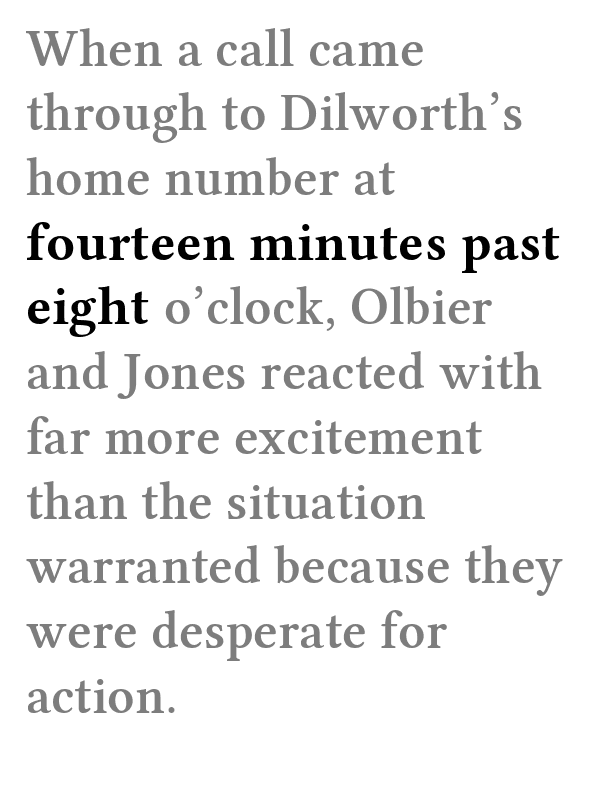 When a call came
through to Dilworth’s
home number at
fourteen minutes past
eight o’clock, Olbier
and Jones reacted with
far more excitement
than the situation
warranted because they
were desperate for
action.